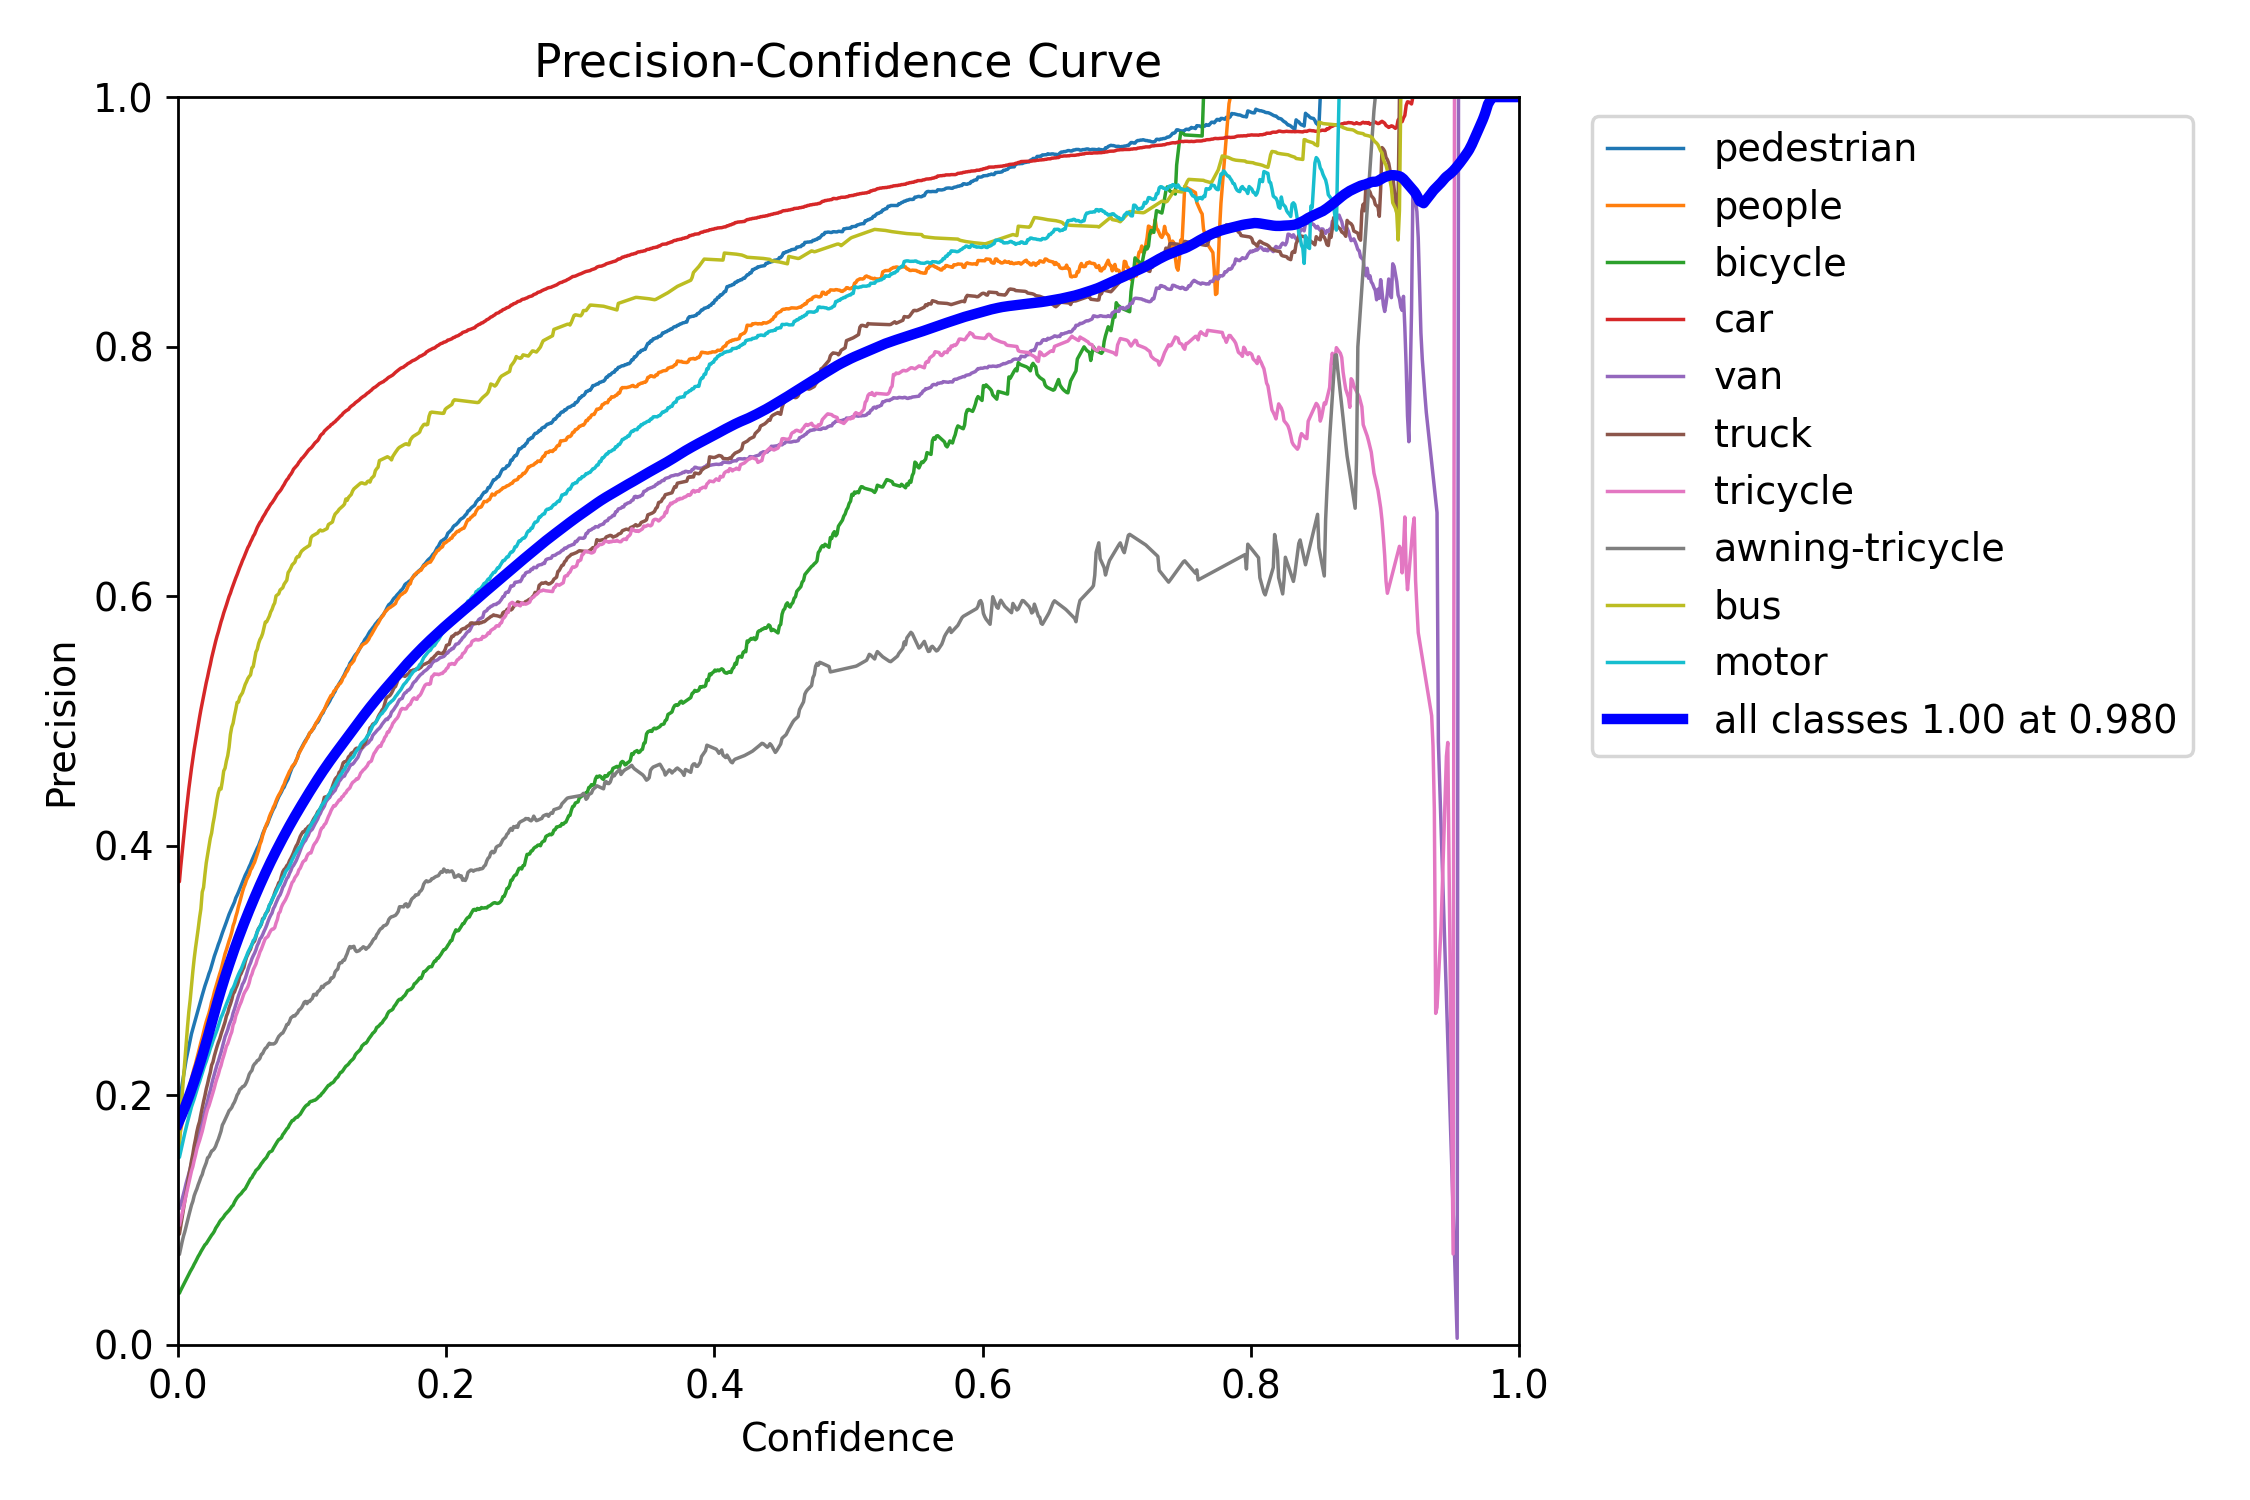 Precision-Confidence Curve
1.0
0.8
0.6
0.4
0.2
0.0
Precision
0.0 0.2 0.4 0.6 0.8 1.0
Confidence
pedestrian
people
bicycle
car
van
truck
tricycle
awning-tricycle
bus
motor
all classes 1.00 at 0.980